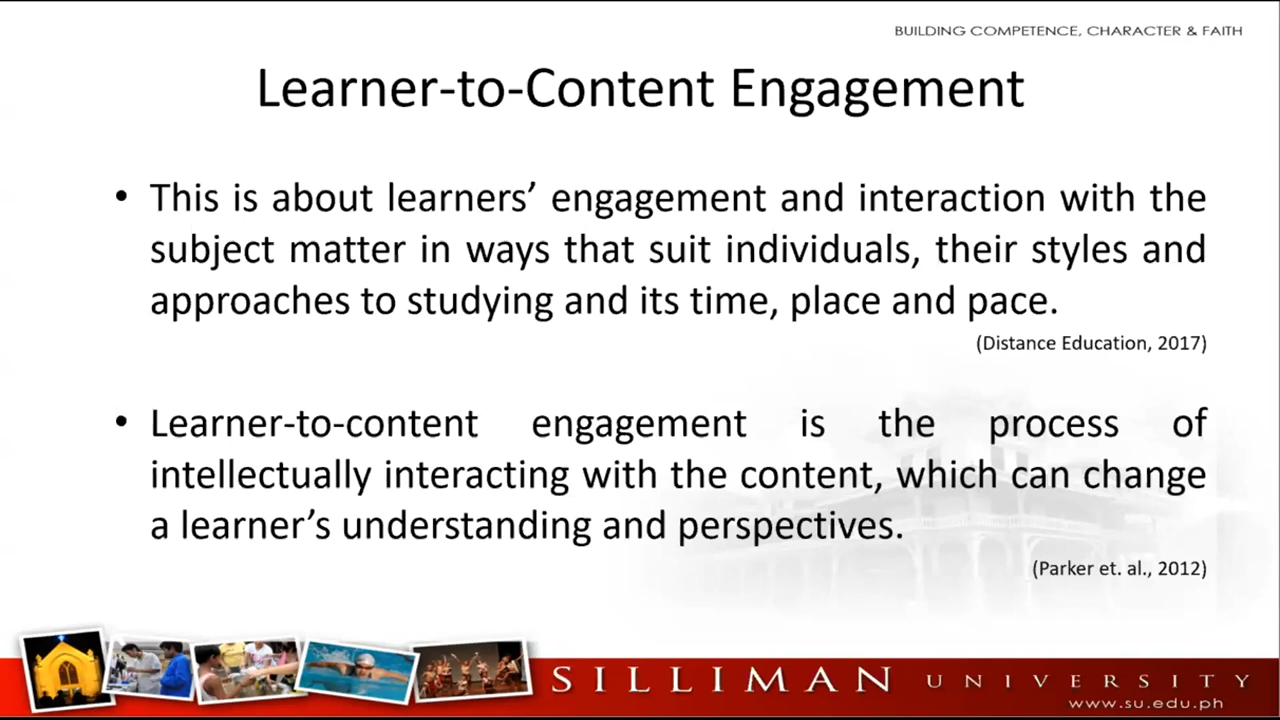 BUILDING COMPETENCE, CHARACTER & FAITH
Learner-to-Content Engagement
• This is about learners’ engagement and interaction with the
subject matter in ways that suit individuals, their styles and
approaches to studying and its time, place and pace.
(Distance Education, 2017)
• Learner-to-content engagement is the process of
intellectually interacting with the content, which can change
a learner’s understanding and perspectives.
(Parker et. al., 2012)
SILLIMAN UNIVERSITY
www.su.edu.ph